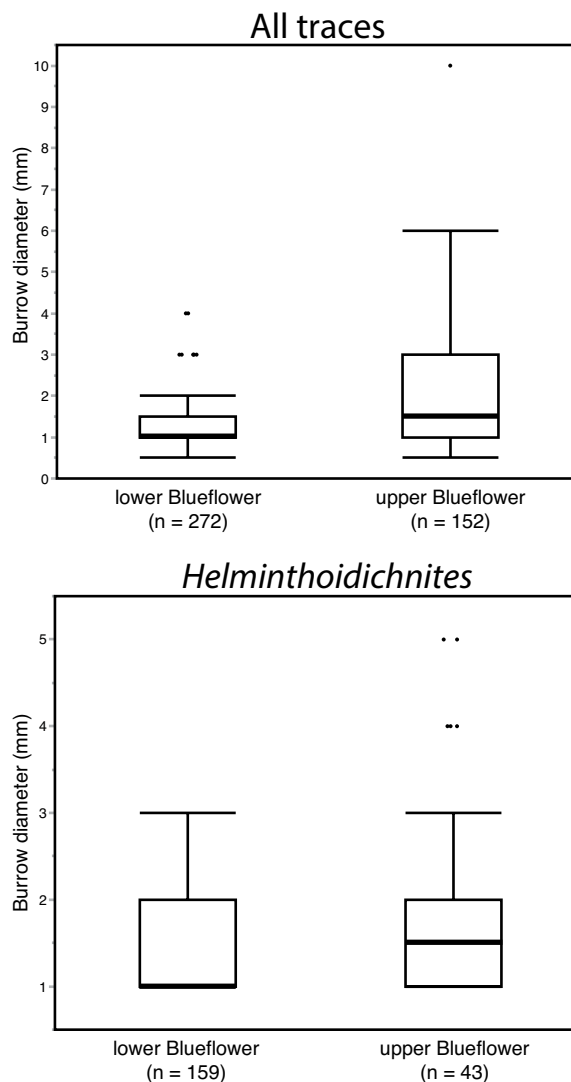 All traces
Burrow diameter (mm)
10
9
8
7
6
5
4
3
2
1
0
lower Blueflower
(n = 272)
upper Blueflower
(n = 152)
Helminthoidichnites
Burrow diameter (mm)
5
4
3
2
1
lower Blueflower
(n = 159)
upper Blueflower
(n = 43)